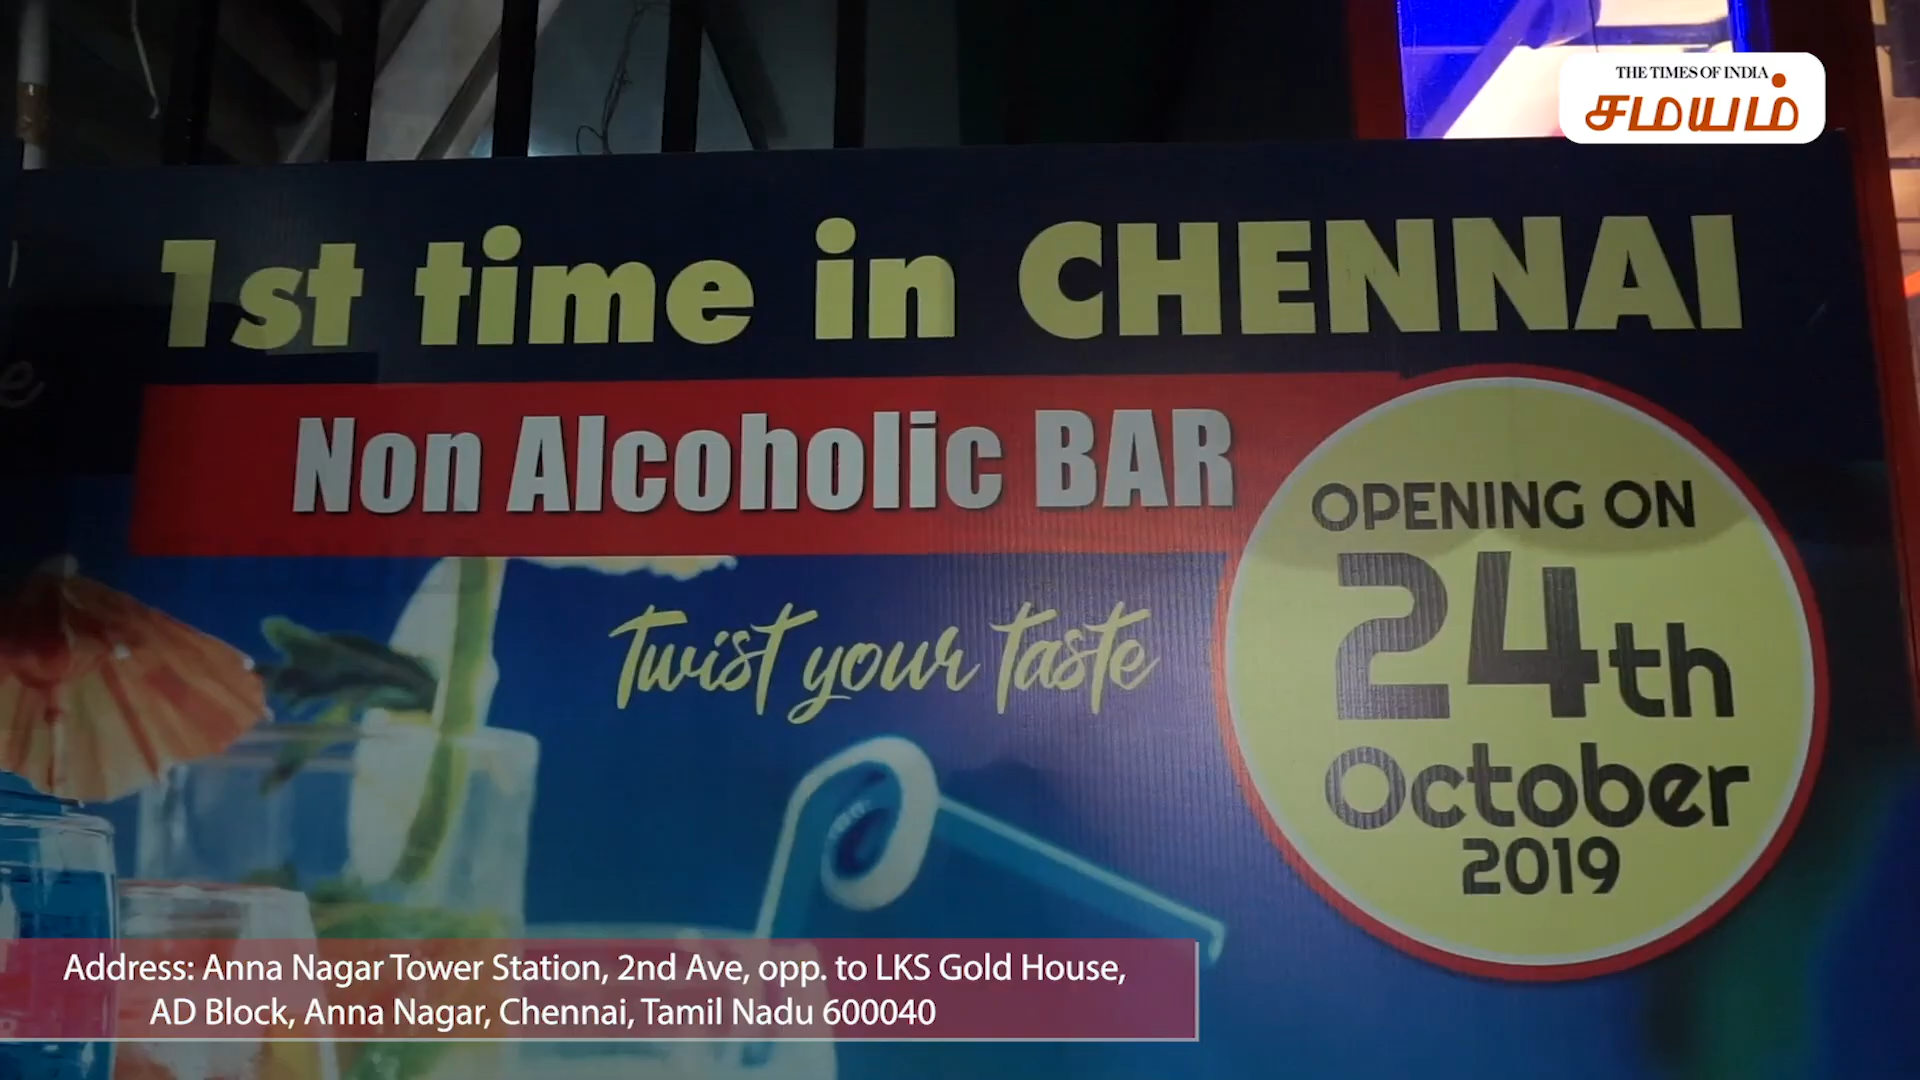 THE TIMES OF INDIA
சமயம்
1st time in CHENNAI
Non Alcoholic BAR
Twist your taste
OPENING ON
24th
October
2019
Address: Anna Nagar Tower Station, 2nd Ave, opp. to LKS Gold House,
AD Block, Anna Nagar, Chennai, Tamil Nadu 600040